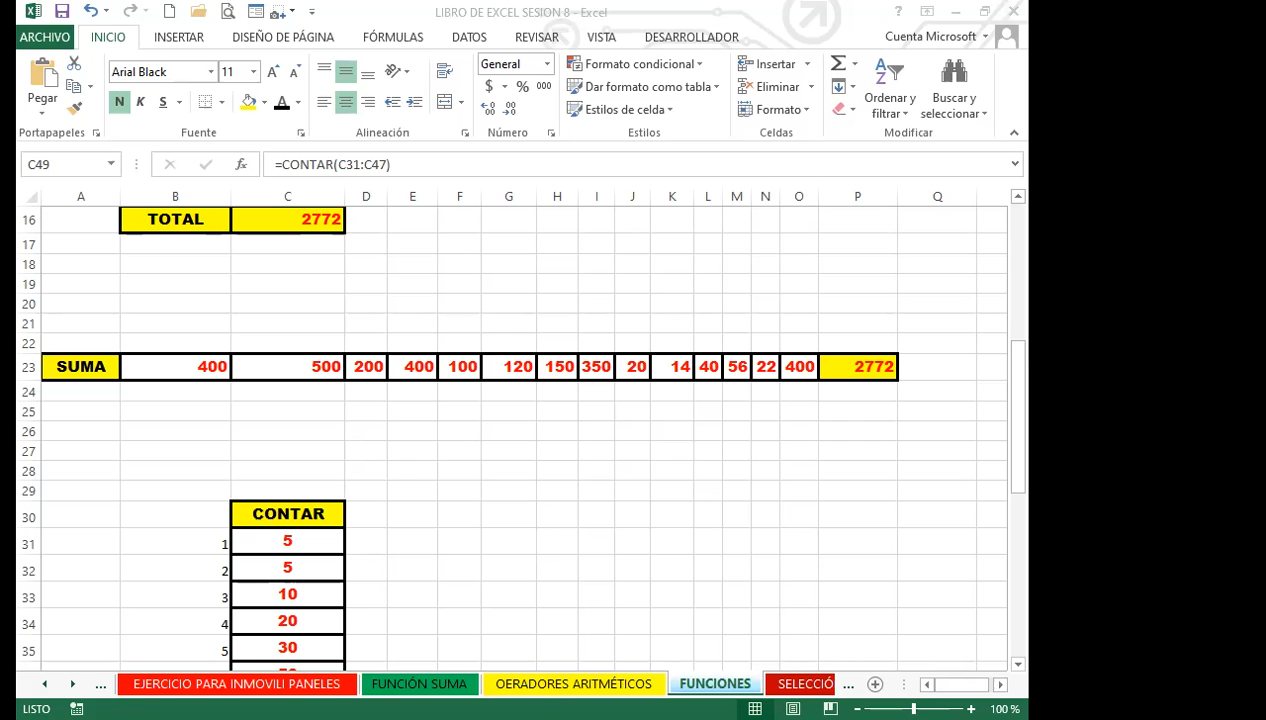 LIBRO DE EXCEL SESION 8 - Excel
ARCHIVO INICIO INSERTAR DISEÑO DE PÁGINA FÓRMULAS DATOS REVISAR VISTA DESARROLLADOR Cuenta Microsoft
Pegar
Portapapeles
Arial Black 11
N K S
Fuente
Alineación
General
$ % 000
Número
Formato condicional
Dar formato como tabla
Estilos de celda
Estilos
Insertar
Eliminar
Formato
Celdas
Ordenar y filtrar
Buscar y seleccionar
Modificar
C49 fx =CONTAR(C31:C47)
A B C D E F G H I J K L M N O P Q
16 TOTAL 2772
17
18
19
20
21
22
23 SUMA 400 500 200 400 100 120 150 350 20 14 40 56 22 400 2772
24
25
26
27
28
29
30 CONTAR
31 1 5
32 2 5
33 3 10
34 4 20
35 5 30
... EJERCICIO PARA INMOVILI PANELES FUNCIÓN SUMA OERADORES ARITMÉTICOS FUNCIONES SELECCIÓ ...
LISTO 100 %